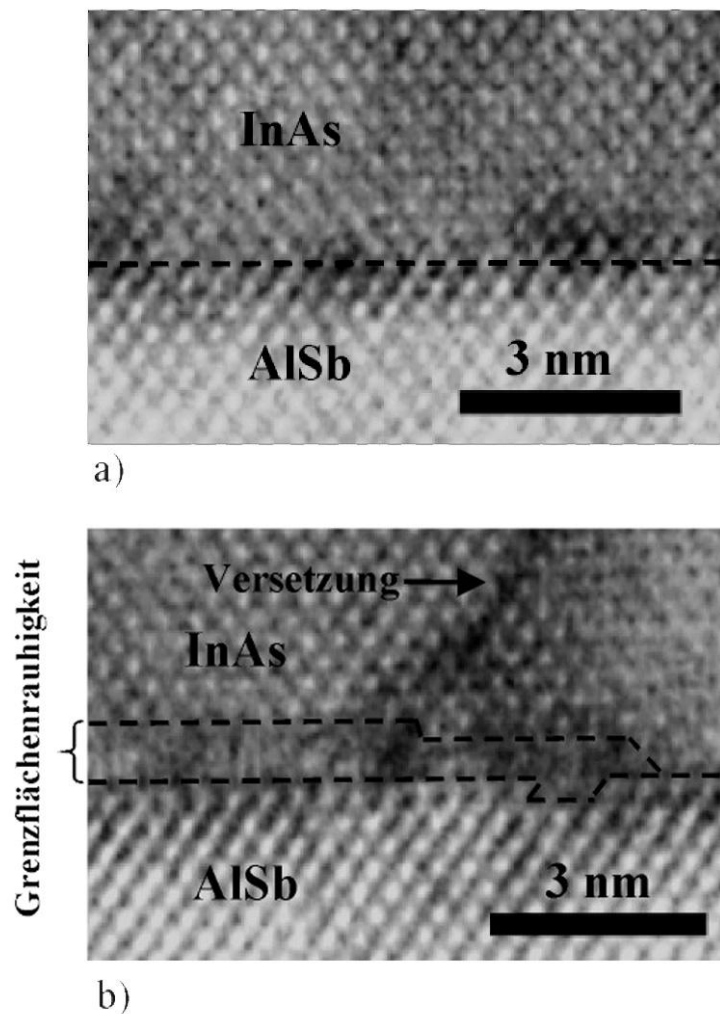 InAs
AlSb
3 nm
a)
Grenzflächenrauhigkeit
Versetzung
InAs
AlSb
3 nm
b)